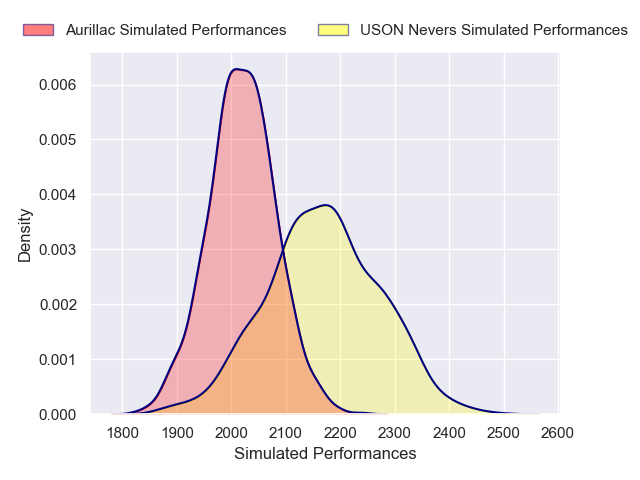 Aurillac Simulated Performances USON Nevers Simulated Performances
0.006
0.005
0.004
0.003
0.002
0.001
0.000
Density
1800 1900 2000 2100 2200 2300 2400 2500 2600
Simulated Performances